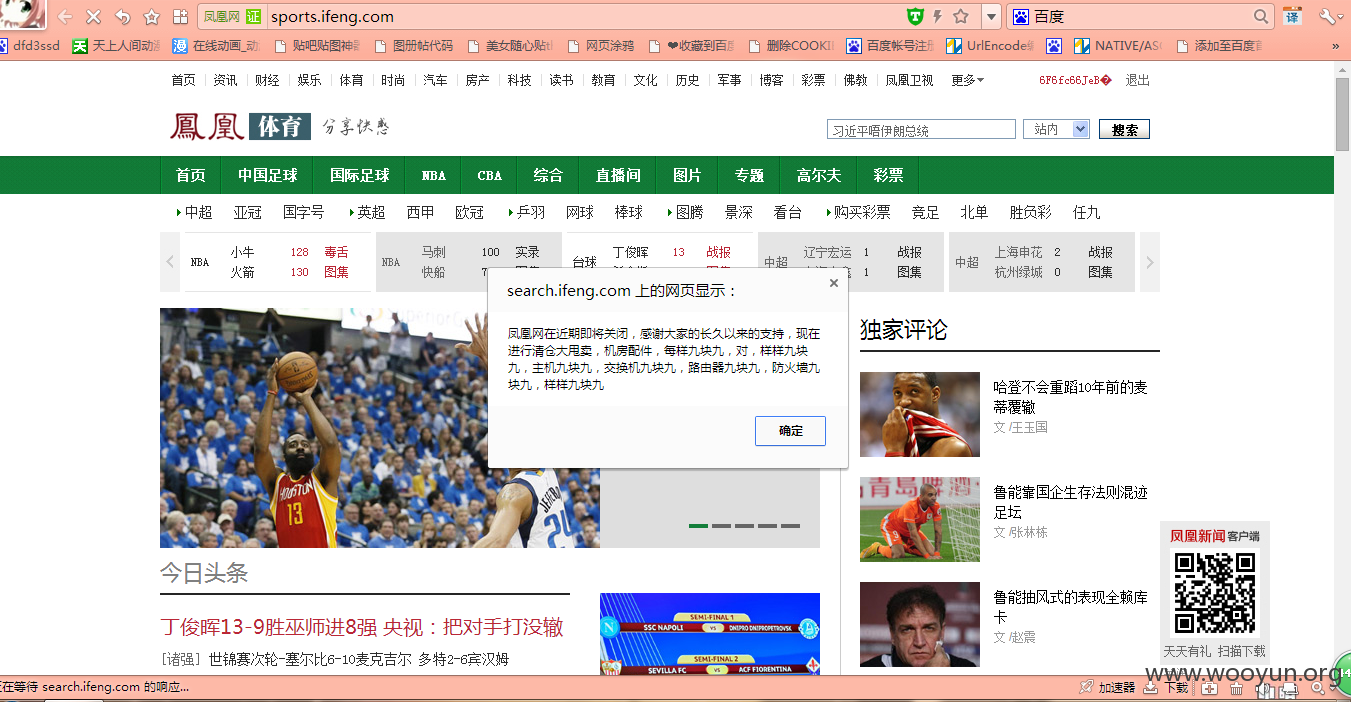 凤凰网 证 sports.ifeng.com 百度 译
dfd3ssd 天上人间动漫 在线动画_动 贴吧贴图神器 图册帖代码 美女随心贴 网页涂鸦 ❤收藏到百度 删除COOKI 百度帐号注册 UrlEncode NATIVE/ASC 添加至百度 »
首页 资讯 财经 娱乐 体育 时尚 汽车 房产 科技 读书 教育 文化 历史 军事 博客 彩票 佛教 凤凰卫视 更多 6F6fc66JeB� 退出
鳳凰 体育 分享快感
习近平晤伊朗总统 站内 搜索
首页 中国足球 国际足球 NBA CBA 综合 直播间 图片 专题 高尔夫 彩票
中超 亚冠 国字号 英超 西甲 欧冠 乒羽 网球 棒球 图腾 景深 看台 购买彩票 竞足 北单 胜负彩 任九
NBA 小牛 128 毒舌
火箭 130 图集
NBA 马刺 100 实录
快船
台球 丁俊晖 13 战报
中超 辽宁宏运 1 战报
1 图集
中超 上海申花 2 战报
杭州绿城 0 图集
search.ifeng.com 上的网页显示：
凤凰网在近期即将关闭，感谢大家的长久以来的支持，现在
进行清仓大甩卖，机房配件，每样九块九，对，样样九块
九，主机九块九，交换机九块九，路由器九块九，防火墙九
块九，样样九块九
确定
HOUSTON
13
独家评论
哈登不会重蹈10年前的麦
蒂覆辙
文 /王玉国
鲁能靠国企生存法则混迹
足坛
文 /张林栋
鲁能抽风式的表现全赖库
卡
文 /赵震
凤凰新闻客户端
天天有礼 扫描下载
今日头条
丁俊晖13-9胜巫师进8强 央视：把对手打没辙
[诸强] 世锦赛次轮-塞尔比6-10麦克吉尔 多特2-6宾汉姆
SEMI-FINAL 1
SSC NAPOLI VS DNIPRO DNIPROPETROVSK
SEMI-FINAL 2
SEVILLA FC VS ACF FIORENTINA
www.wooyun.org
正在等待 search.ifeng.com 的响应... 加速器 下载